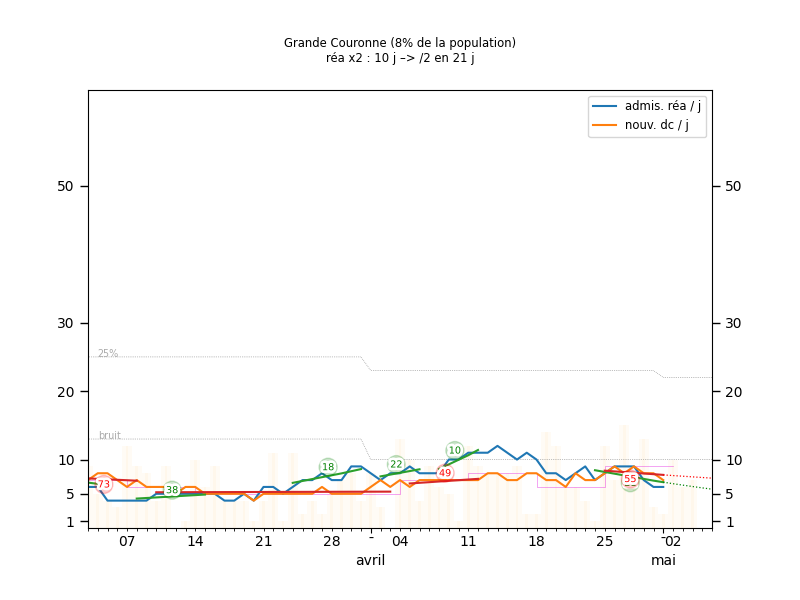 Grande Couronne (8% de la population)
réa x2 : 10 j –> /2 en 21 j
admis. réa / j
nouv. dc / j
50 50
30 30
25%
20 20
bruit
10 10
5 5
1 1
73
38
18
22
49
10
55
07 14 21 28 - 04 11 18 25 -02
avril mai